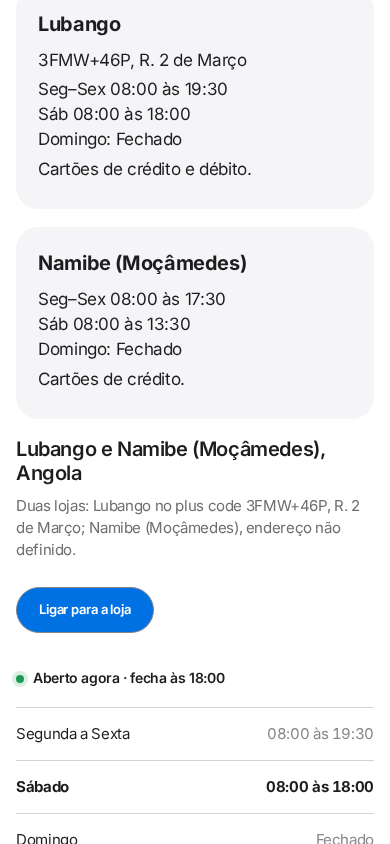 Lubango
3FMW+46P, R. 2 de Março
Seg–Sex 08:00 às 19:30
Sáb 08:00 às 18:00
Domingo: Fechado
Cartões de crédito e débito.
Namibe (Moçâmedes)
Seg–Sex 08:00 às 17:30
Sáb 08:00 às 13:30
Domingo: Fechado
Cartões de crédito.
Lubango e Namibe (Moçâmedes),
Angola
Duas lojas: Lubango no plus code 3FMW+46P, R. 2
de Março; Namibe (Moçâmedes), endereço não
definido.
Ligar para a loja
Aberto agora · fecha às 18:00
Segunda a Sexta 08:00 às 19:30
Sábado 08:00 às 18:00
Domingo Fechado